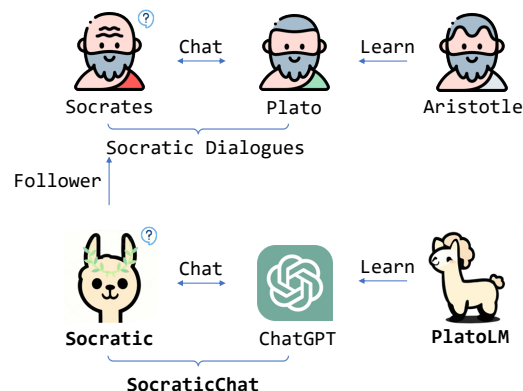 ?
Chat
Learn
Socrates
Plato
Aristotle
Socratic Dialogues
Follower
?
Chat
Learn
Socratic
ChatGPT
PlatoLM
SocraticChat